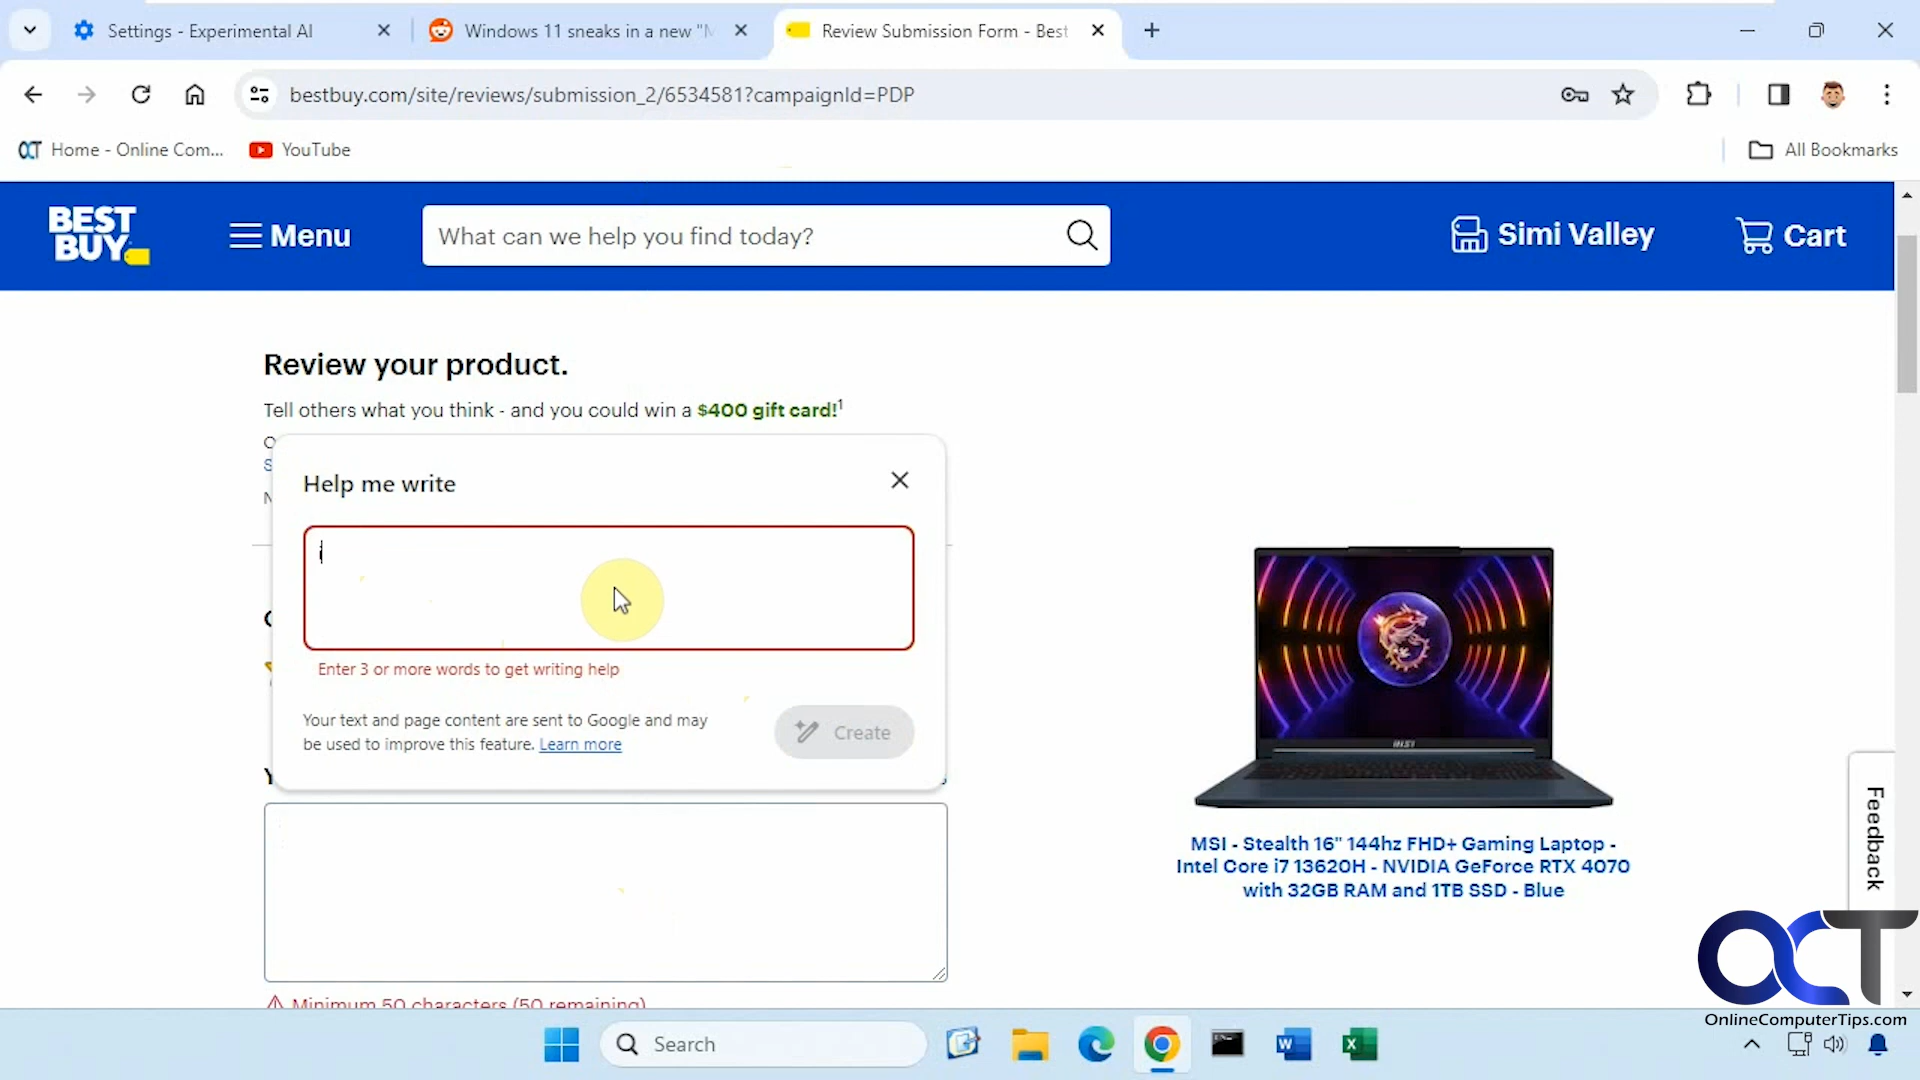 Settings - Experimental AI
Windows 11 sneaks in a new "M
Review Submission Form - Best
bestbuy.com/site/reviews/submission_2/6534581?campaignId=PDP
OCT Home - Online Com...
YouTube
All Bookmarks
BEST
BUY
Menu
What can we help you find today?
Simi Valley
Cart
Review your product.
Tell others what you think - and you could win a $400 gift card!1
Help me write
i
Enter 3 or more words to get writing help
Your text and page content are sent to Google and may
be used to improve this feature. Learn more
Create
msi
MSI - Stealth 16" 144hz FHD+ Gaming Laptop -
Intel Core i7 13620H - NVIDIA GeForce RTX 4070
with 32GB RAM and 1TB SSD - Blue
Feedback
Minimum 50 characters (50 remaining)
OCT
OnlineComputerTips.com
Search